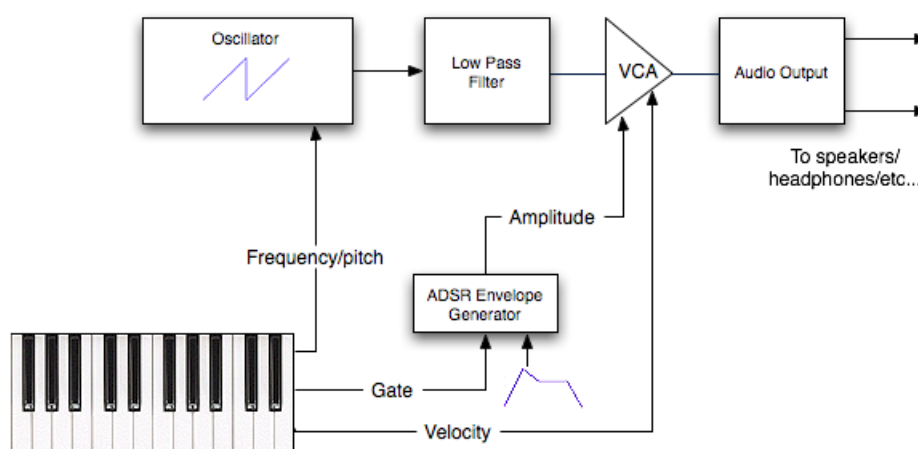 Oscillator
Low Pass
Filter
VCA
Audio Output
To speakers/
headphones/etc...
Amplitude
Frequency/pitch
ADSR Envelope
Generator
Gate
Velocity